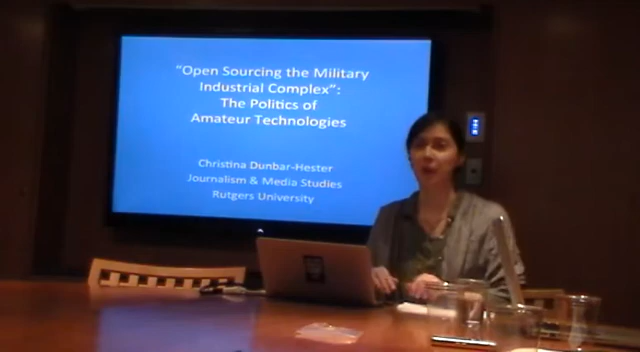 "Open Sourcing the Military
Industrial Complex":
The Politics of
Amateur Technologies
Christina Dunbar-Hester
Journalism & Media Studies
Rutgers University